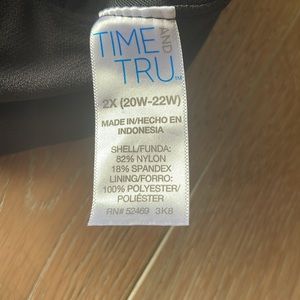 TIME AND
TRU™
2X (20W-22W)
MADE IN/HECHO EN
INDONESIA
SHELL/FUNDA:
82% NYLON
18% SPANDEX
LINING/FORRO:
100% POLYESTER/
POLIÉSTER
RN# 52469 3K8